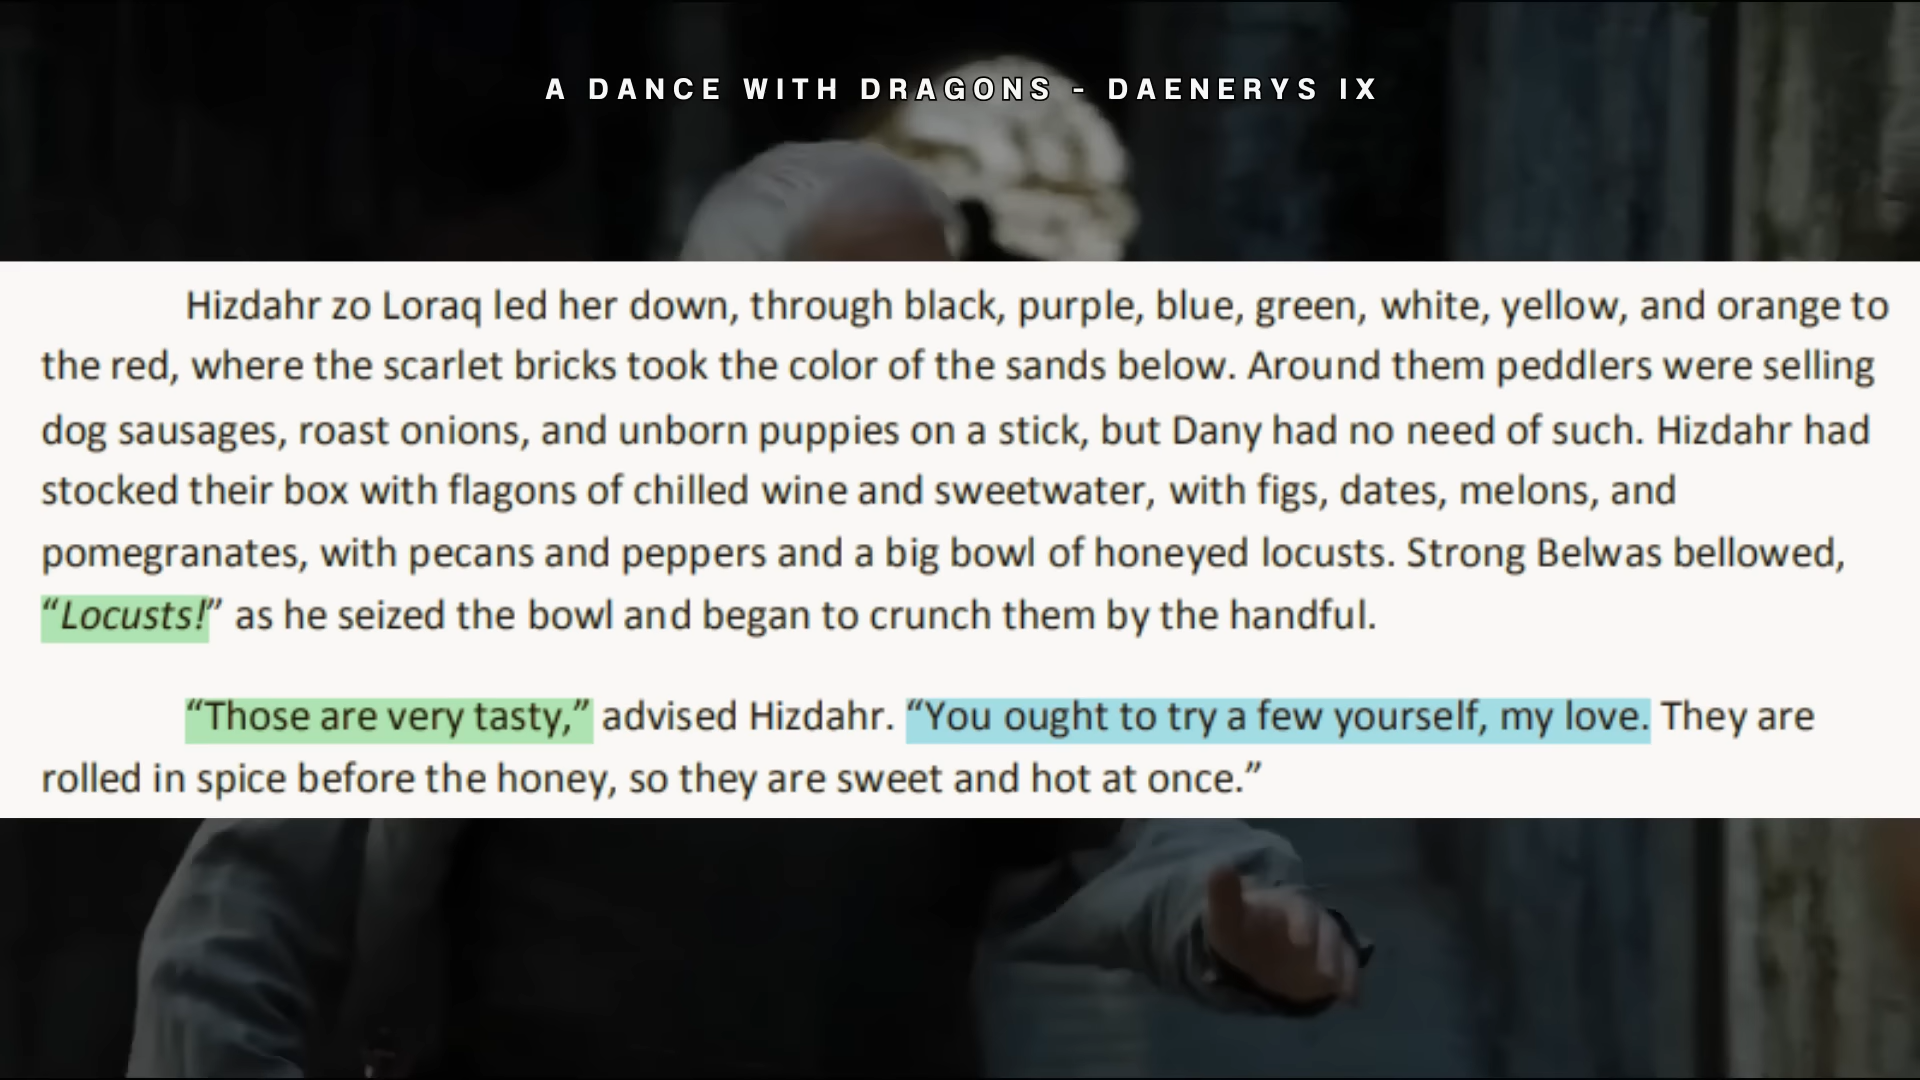 A DANCE WITH DRAGONS - DAENERYS IX
Hizdahr zo Loraq led her down, through black, purple, blue, green, white, yellow, and orange to
the red, where the scarlet bricks took the color of the sands below. Around them peddlers were selling
dog sausages, roast onions, and unborn puppies on a stick, but Dany had no need of such. Hizdahr had
stocked their box with flagons of chilled wine and sweetwater, with figs, dates, melons, and
pomegranates, with pecans and peppers and a big bowl of honeyed locusts. Strong Belwas bellowed,
“Locusts!” as he seized the bowl and began to crunch them by the handful.
“Those are very tasty,” advised Hizdahr. “You ought to try a few yourself, my love. They are
rolled in spice before the honey, so they are sweet and hot at once.”